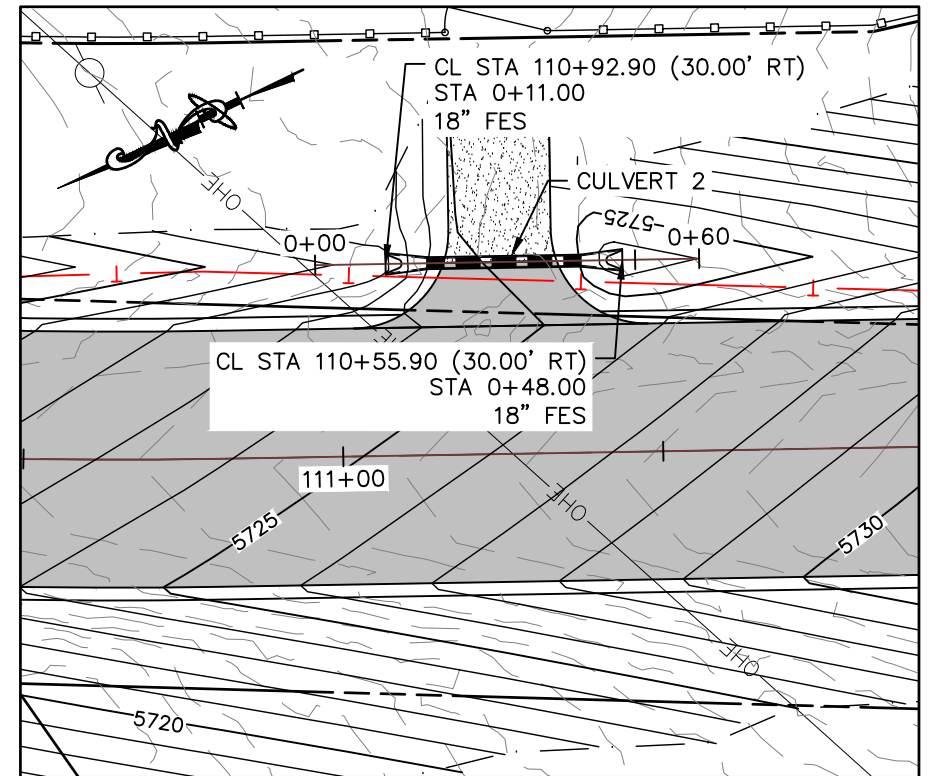 CL STA 110+92.90 (30.00' RT)
STA 0+11.00
18" FES
OHE
CULVERT 2
5725
0+00
0+60
CL STA 110+55.90 (30.00' RT)
STA 0+48.00
18" FES
111+00
OHE
5725
5730
OHE
5720